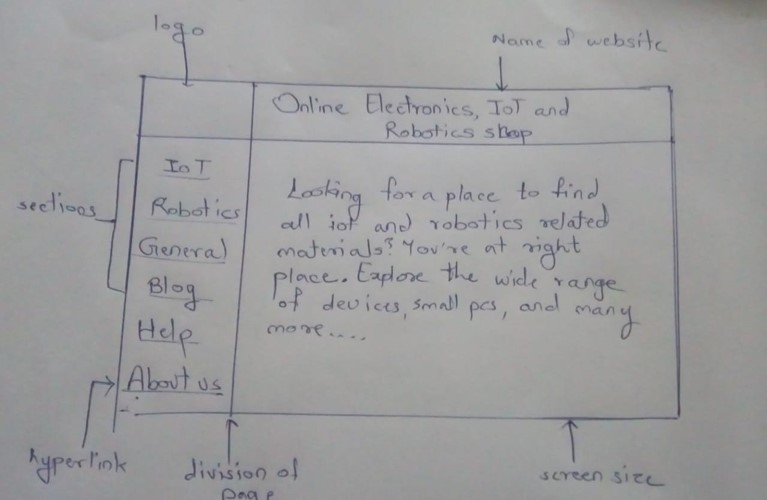 logo
Name of website
Online Electronics, IoT and
Robotics shop
sections
IoT
Robotics
General
Blog
Help
About us
Looking for a place to find
all iot and robotics related
materials? You're at right
place. Explore the wide range
of devices, small pcs, and many
more....
hyperlink
division of
page
screen size